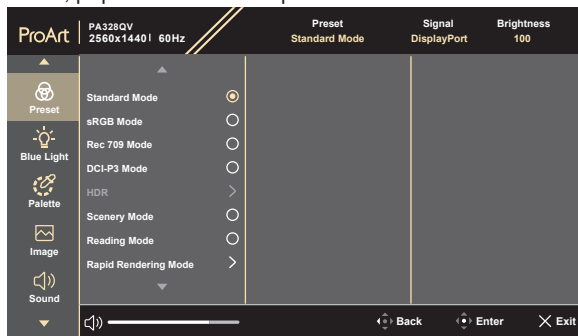 ProArt
PA328QV
2560x1440| 60Hz
Preset
Standard Mode
Signal
DisplayPort
Brightness
100
Preset
Blue Light
Palette
Image
Sound
Standard Mode
sRGB Mode
Rec 709 Mode
DCI-P3 Mode
HDR
Scenery Mode
Reading Mode
Rapid Rendering Mode
Back
Enter
Exit